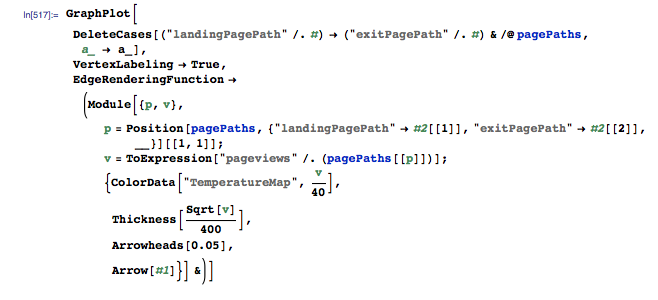 In[517]:= GraphPlot[
DeleteCases[("landingPagePath" /. #) → ("exitPagePath" /. #) & /@ pagePaths,
a_ → a_],
VertexLabeling → True,
EdgeRenderingFunction →
(Module[{p, v},
p = Position[pagePaths, {"landingPagePath" → #2[[1]], "exitPagePath" → #2[[2]],
__}][[1, 1]];
v = ToExpression["pageviews" /. (pagePaths[[p]])];
{ColorData["TemperatureMap", v/40],
Thickness[Sqrt[v]/400],
Arrowheads[0.05],
Arrow[#1]}] &)]